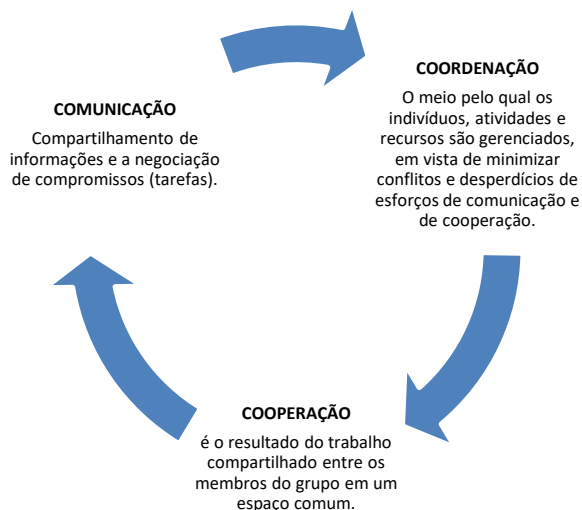 COMUNICAÇÃO
Compartilhamento de
informações e a negociação
de compromissos (tarefas).
COORDENAÇÃO
O meio pelo qual os
indivíduos, atividades e
recursos são gerenciados,
em vista de minimizar
conflitos e desperdícios de
esforços de comunicação e
de cooperação.
COOPERAÇÃO
é o resultado do trabalho
compartilhado entre os
membros do grupo em um
espaço comum.